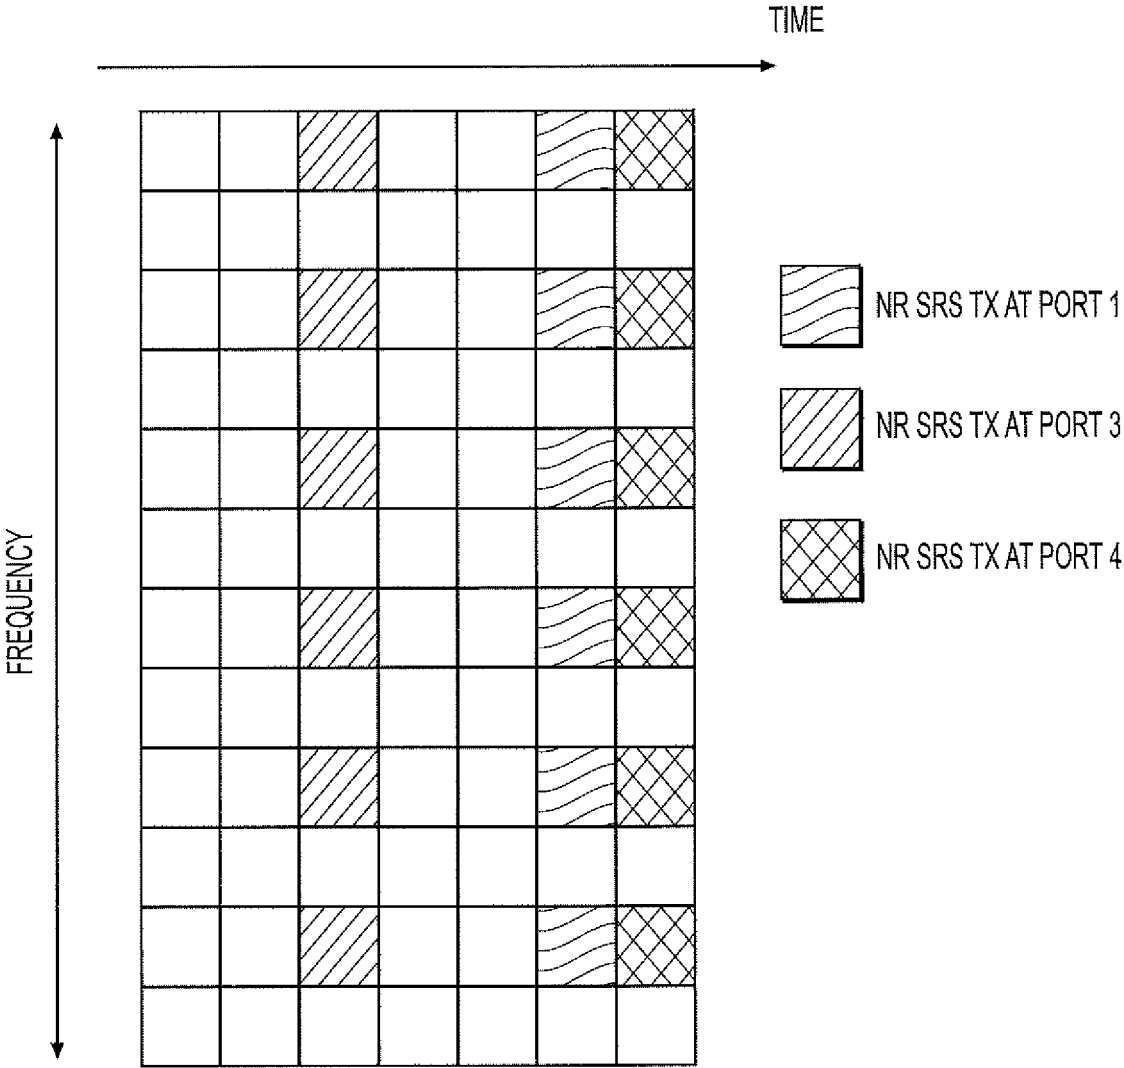 TIME
FREQUENCY
NR SRS TX AT PORT 1
NR SRS TX AT PORT 3
NR SRS TX AT PORT 4